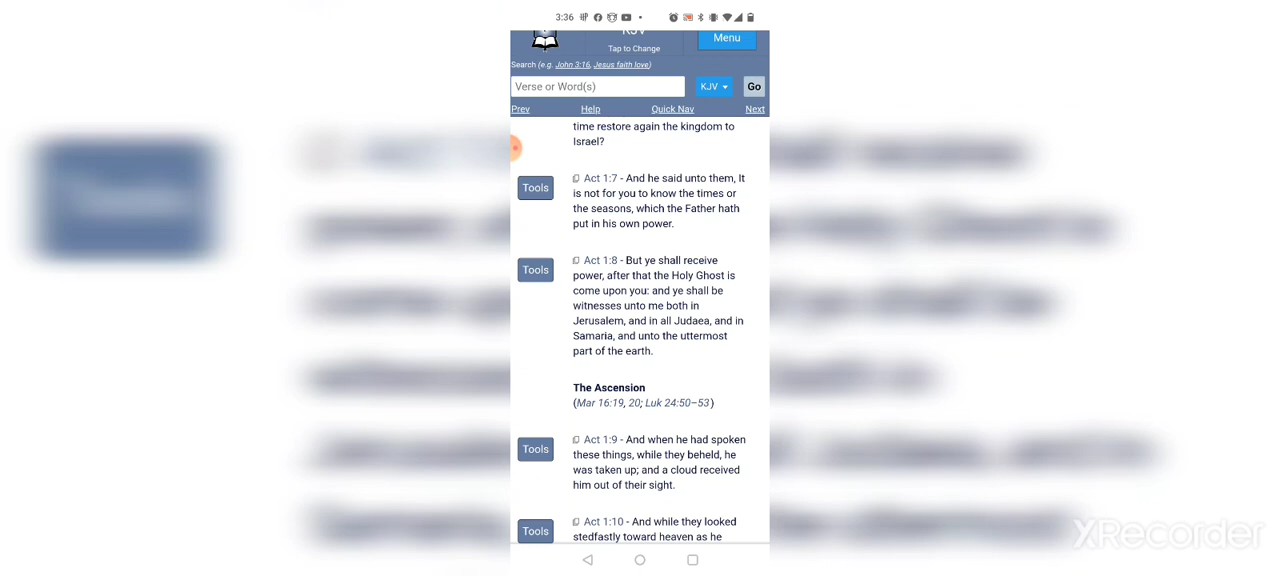 3:36
KJV
Menu
Tap to Change
Search (e.g. John 3:16, Jesus faith love)
Verse or Word(s)
KJV
Go
Prev
Help
Quick Nav
Next
time restore again the kingdom to
Israel?
Tools
Act 1:7 - And he said unto them, It
is not for you to know the times or
the seasons, which the Father hath
put in his own power.
Tools
Act 1:8 - But ye shall receive
power, after that the Holy Ghost is
come upon you: and ye shall be
witnesses unto me both in
Jerusalem, and in all Judaea, and in
Samaria, and unto the uttermost
part of the earth.
The Ascension
(Mar 16:19, 20; Luk 24:50–53)
Tools
Act 1:9 - And when he had spoken
these things, while they beheld, he
was taken up; and a cloud received
him out of their sight.
Tools
Act 1:10 - And while they looked
stedfastly toward heaven as he
XRecorder